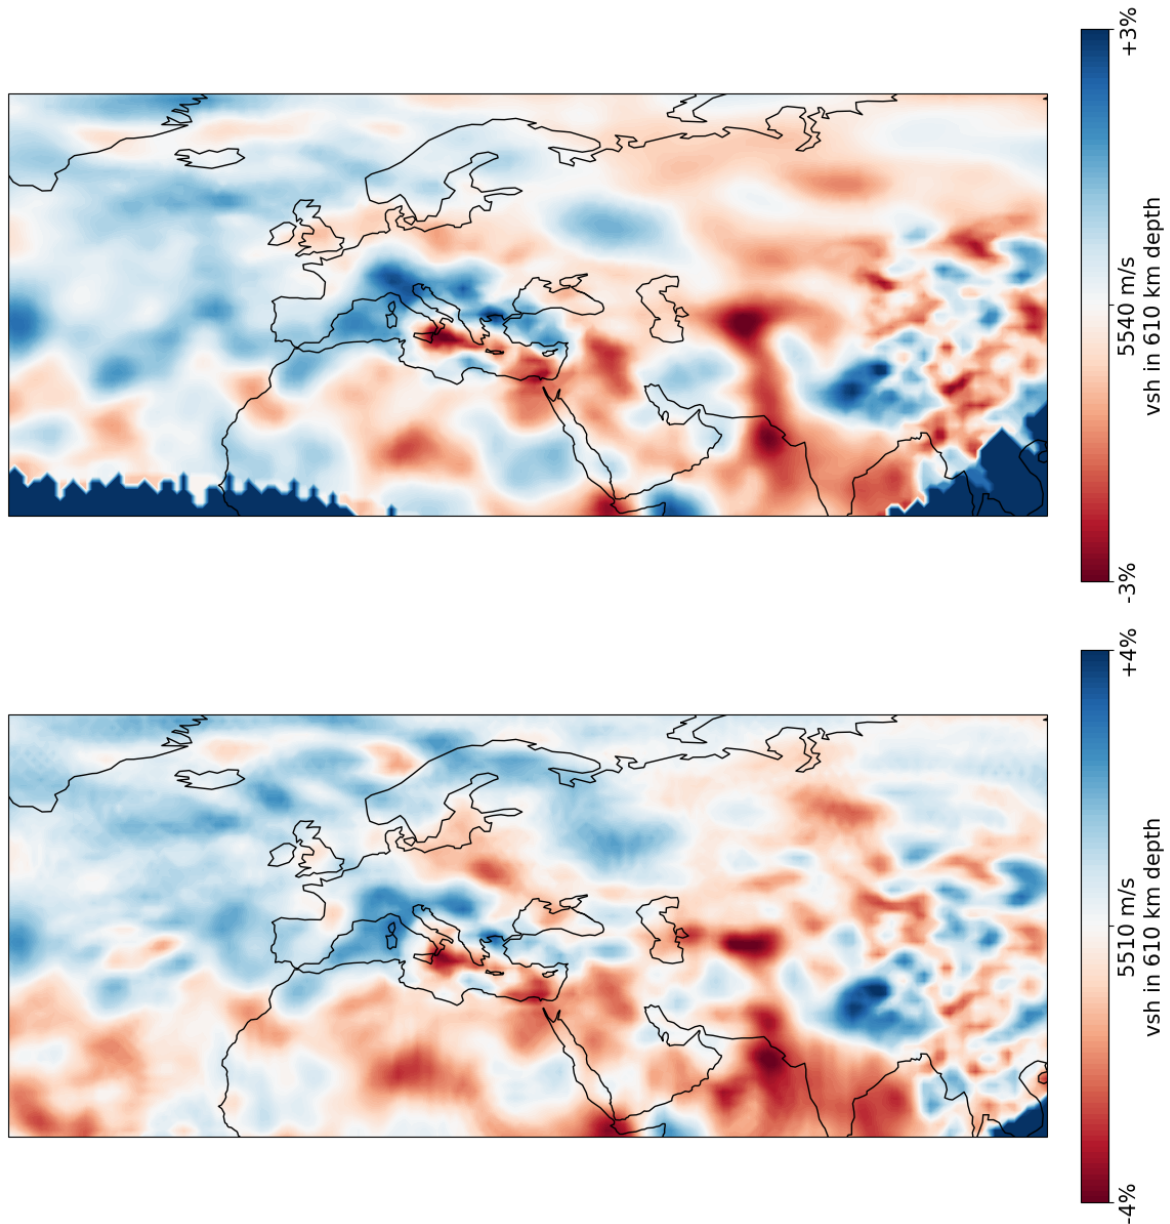 +3%
5540 m/s
vsh in 610 km depth
-3%
+4%
5510 m/s
vsh in 610 km depth
-4%